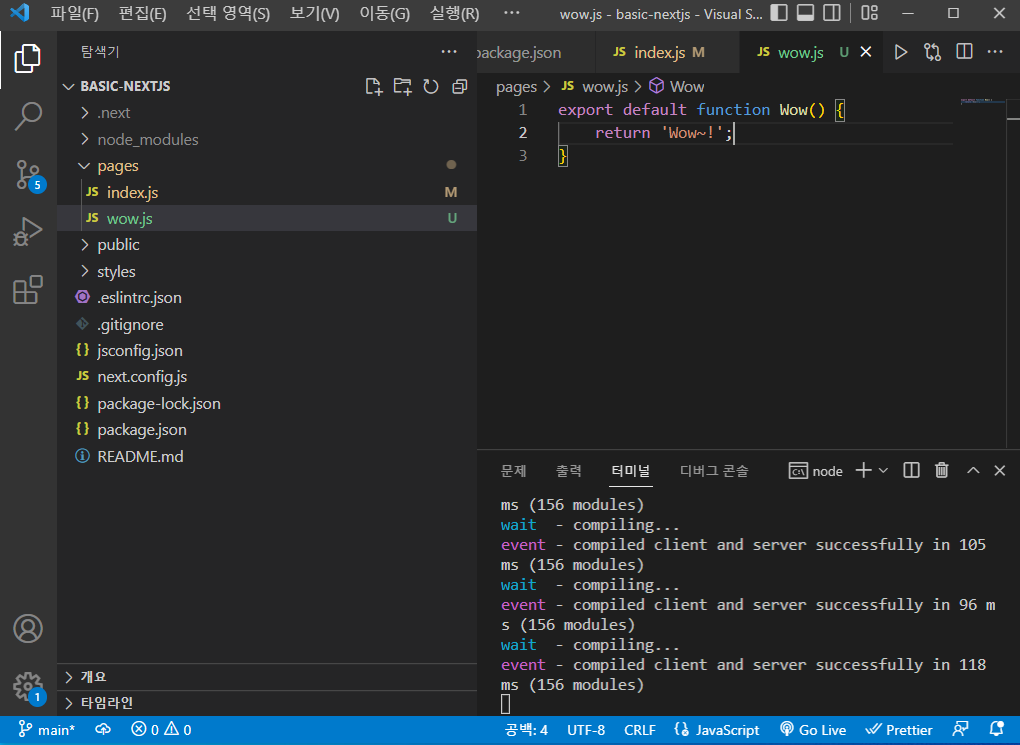 파일(F) 편집(E) 선택 영역(S) 보기(V) 이동(G) 실행(R) ··· wow.js - basic-nextjs - Visual S...
탐색기 ···
BASIC-NEXTJS
.next
node_modules
pages
JS index.js M
JS wow.js U
public
styles
.eslintrc.json
.gitignore
{} jsconfig.json
JS next.config.js
{} package-lock.json
{} package.json
README.md
개요
타임라인
5
1
package.json JS index.js M JS wow.js U ···
pages > JS wow.js > Wow
1 export default function Wow() {
2 return 'Wow~!';
3 }
문제 출력 터미널 디버그 콘솔 node
ms (156 modules)
wait - compiling...
event - compiled client and server successfully in 105
ms (156 modules)
wait - compiling...
event - compiled client and server successfully in 96 m
s (156 modules)
wait - compiling...
event - compiled client and server successfully in 118
ms (156 modules)
main* 0 0 공백: 4 UTF-8 CRLF {} JavaScript Go Live Prettier